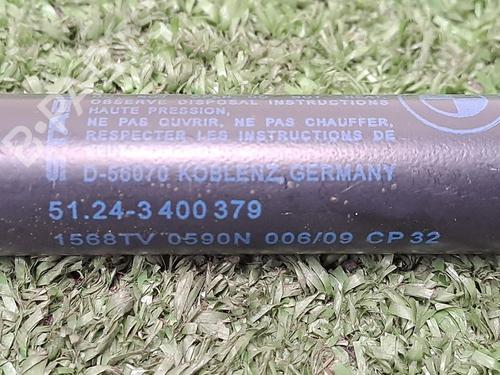 OBSERVE DISPOSAL INSTRUCTIONS
HAUTE PRESSION,
NE PAS OUVRIR, NE PAS CHAUFFER,
RESPECTER LES INSTRUCTIONS DE
D-56070 KOBLENZ, GERMANY
51.24-3 400 379
1568TV 0590N 006/09 CP 32